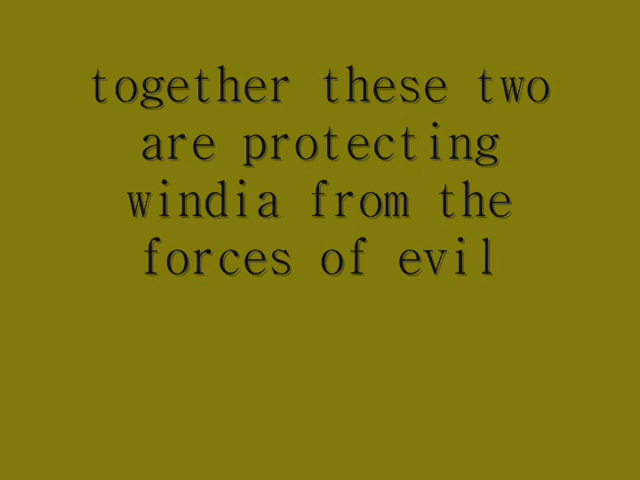 together these two
are protecting
windia from the
forces of evil